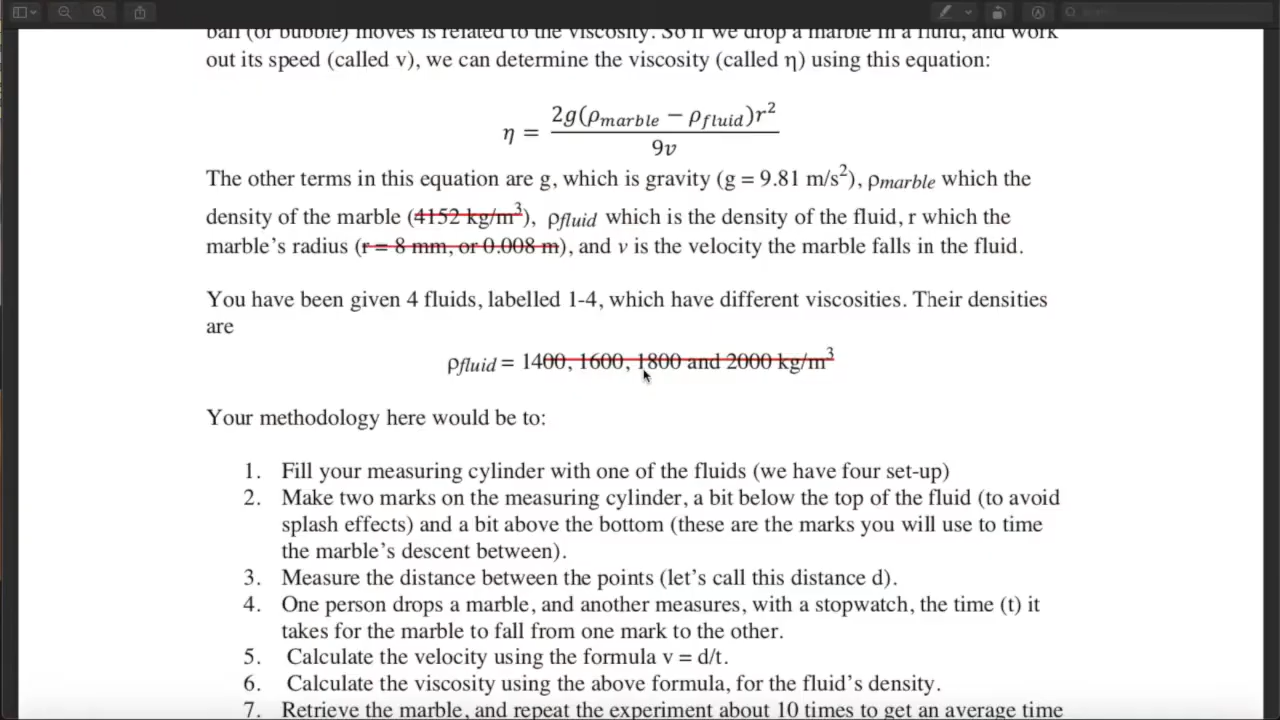 ball (or bubble) moves is related to the viscosity. So if we drop a marble in a fluid, and work
out its speed (called v), we can determine the viscosity (called η) using this equation:
η = 2g(ρmarble − ρfluid)r² / 9v
The other terms in this equation are g, which is gravity (g = 9.81 m/s²), ρmarble which the
density of the marble (4152 kg/m³), ρfluid which is the density of the fluid, r which the
marble’s radius (r = 8 mm, or 0.008 m), and v is the velocity the marble falls in the fluid.
You have been given 4 fluids, labelled 1-4, which have different viscosities. Their densities
are
ρfluid = 1400, 1600, 1800 and 2000 kg/m³
Your methodology here would be to:
1. Fill your measuring cylinder with one of the fluids (we have four set-up)
2. Make two marks on the measuring cylinder, a bit below the top of the fluid (to avoid
splash effects) and a bit above the bottom (these are the marks you will use to time
the marble’s descent between).
3. Measure the distance between the points (let’s call this distance d).
4. One person drops a marble, and another measures, with a stopwatch, the time (t) it
takes for the marble to fall from one mark to the other.
5. Calculate the velocity using the formula v = d/t.
6. Calculate the viscosity using the above formula, for the fluid’s density.
7. Retrieve the marble, and repeat the experiment about 10 times to get an average time